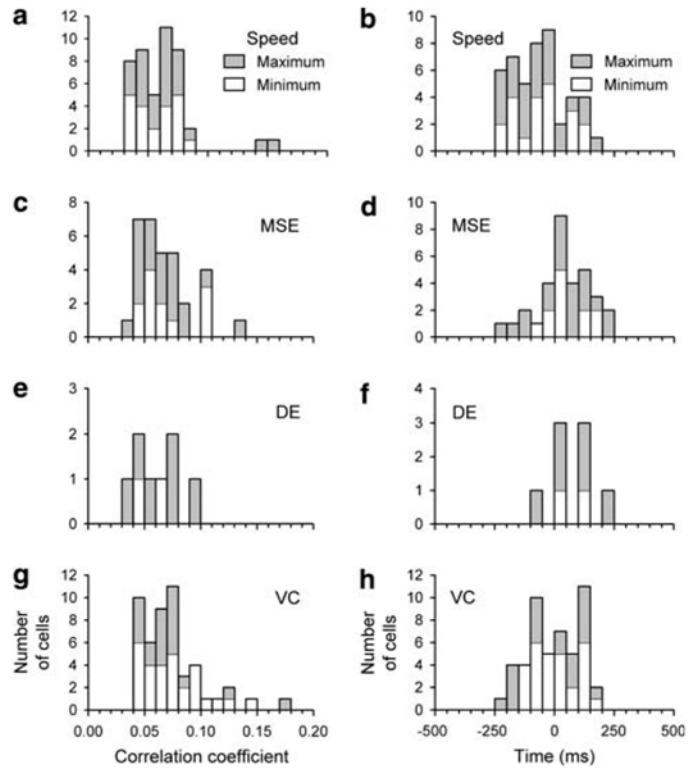 a
12
10
8
6
4
2
0
Speed
Maximum
Minimum
b
10
8
6
4
2
0
Speed
Maximum
Minimum
c
8
6
4
2
0
MSE
d
10
8
6
4
2
0
MSE
e
3
2
1
0
DE
f
4
3
2
1
0
DE
g
12
10
8
6
4
2
0
VC
Number
of cells
0.00 0.05 0.10 0.15 0.20
Correlation coefficient
h
12
10
8
6
4
2
0
VC
Number
of cells
-500 -250 0 250 500
Time (ms)